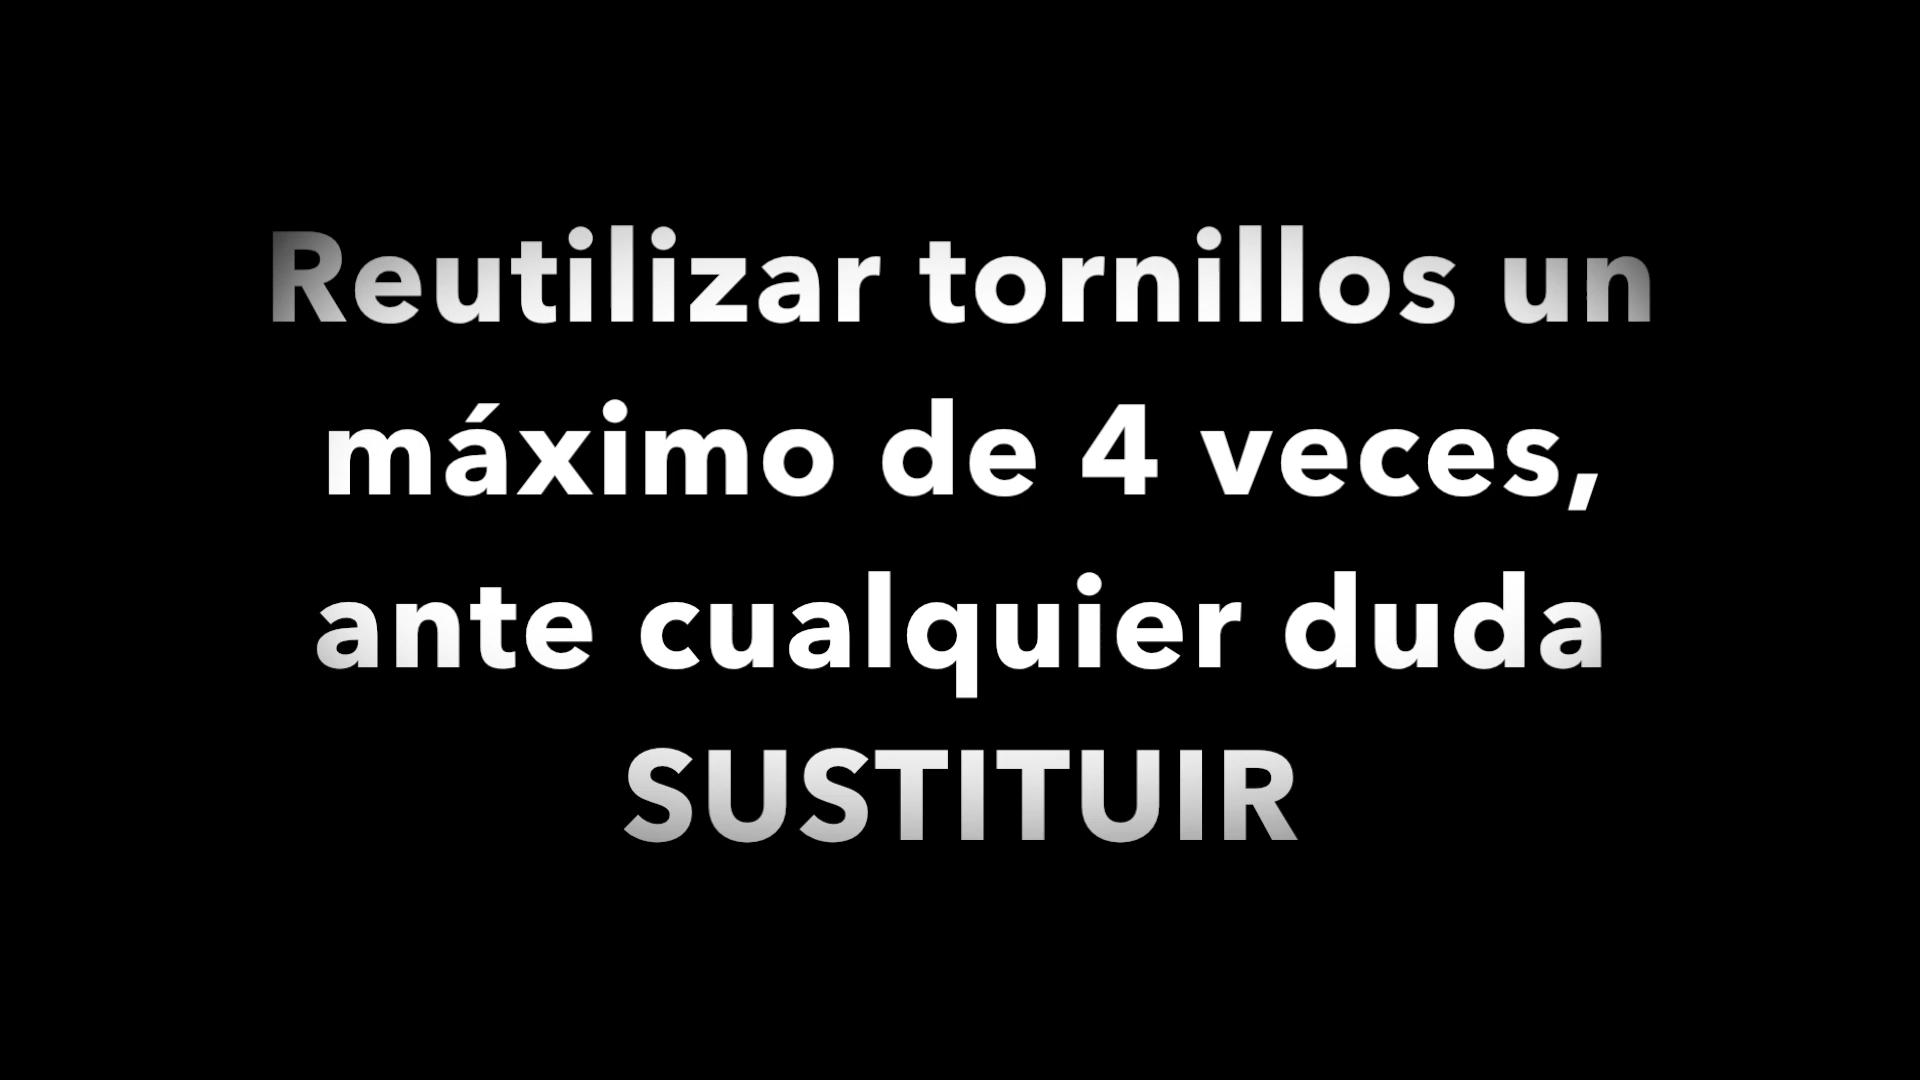 Reutilizar tornillos un
máximo de 4 veces,
ante cualquier duda
SUSTITUIR